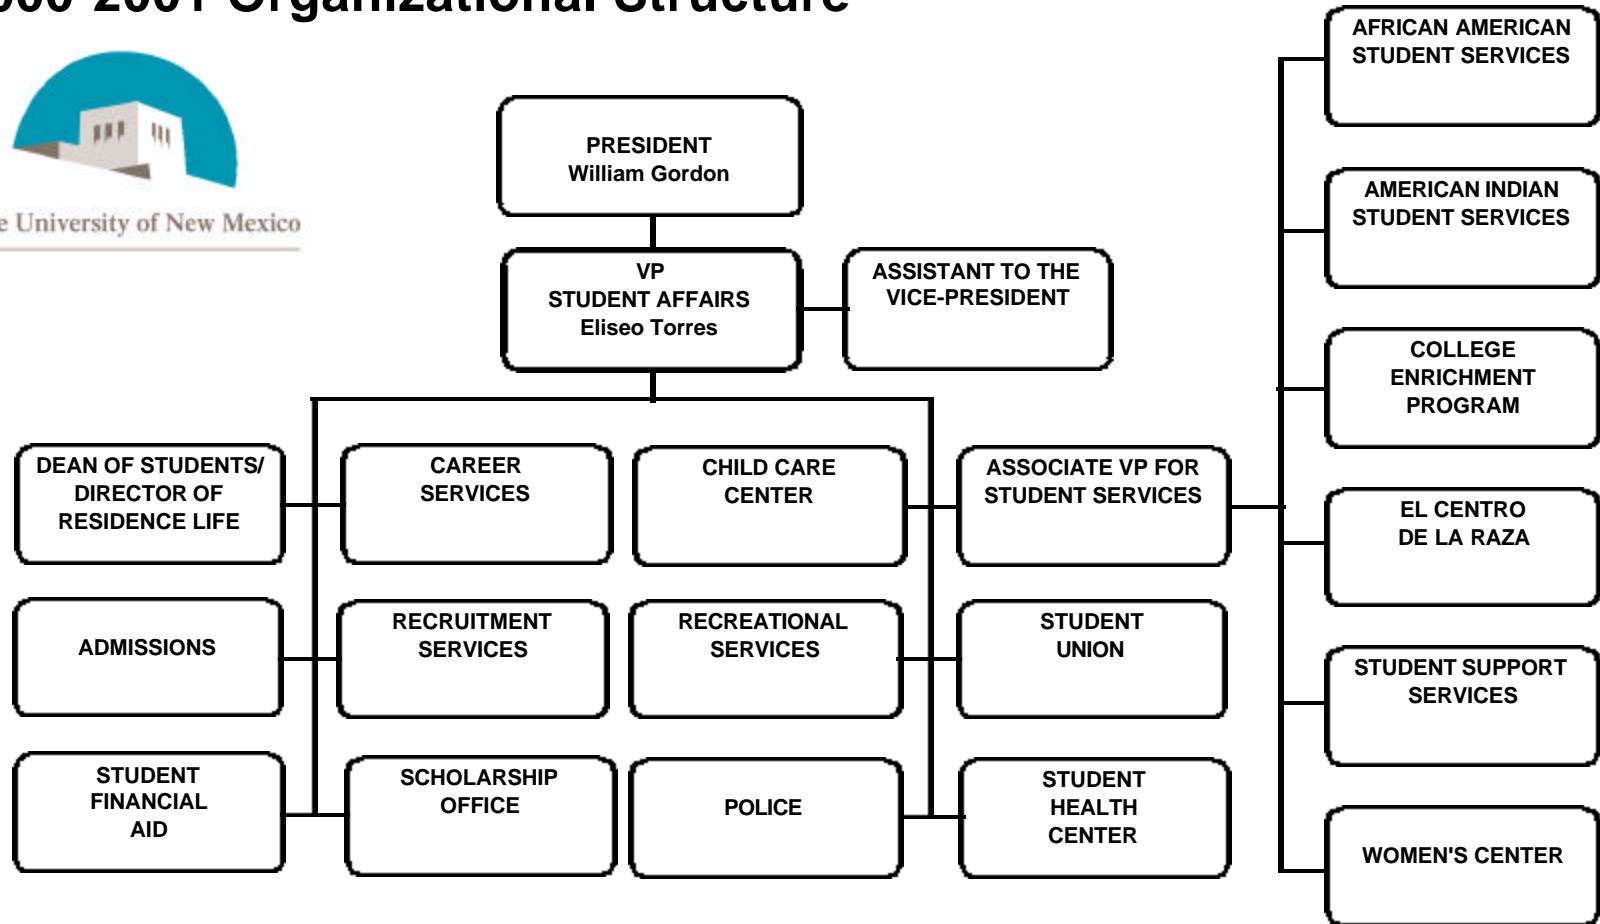 2001 Organizational Structure
University of New Mexico
PRESIDENT
William Gordon
VP
STUDENT AFFAIRS
Eliseo Torres
ASSISTANT TO THE
VICE-PRESIDENT
DEAN OF STUDENTS/
DIRECTOR OF
RESIDENCE LIFE
CAREER
SERVICES
CHILD CARE
CENTER
ASSOCIATE VP FOR
STUDENT SERVICES
ADMISSIONS
RECRUITMENT
SERVICES
RECREATIONAL
SERVICES
STUDENT
UNION
STUDENT
FINANCIAL
AID
SCHOLARSHIP
OFFICE
POLICE
STUDENT
HEALTH
CENTER
AFRICAN AMERICAN
STUDENT SERVICES
AMERICAN INDIAN
STUDENT SERVICES
COLLEGE
ENRICHMENT
PROGRAM
EL CENTRO
DE LA RAZA
STUDENT SUPPORT
SERVICES
WOMEN'S CENTER